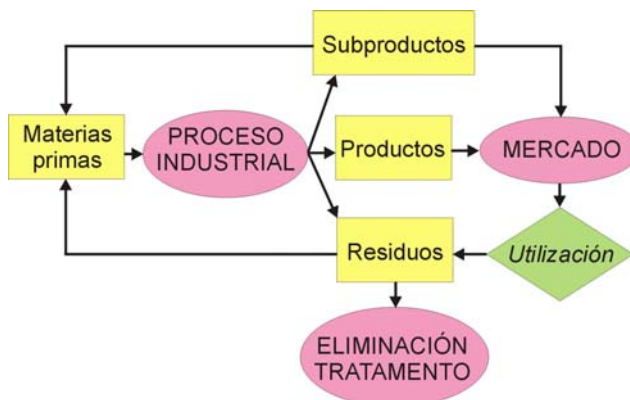 Subproductos
Materias
primas
PROCESO
INDUSTRIAL
Productos
MERCADO
Residuos
Utilización
ELIMINACIÓN
TRATAMENTO